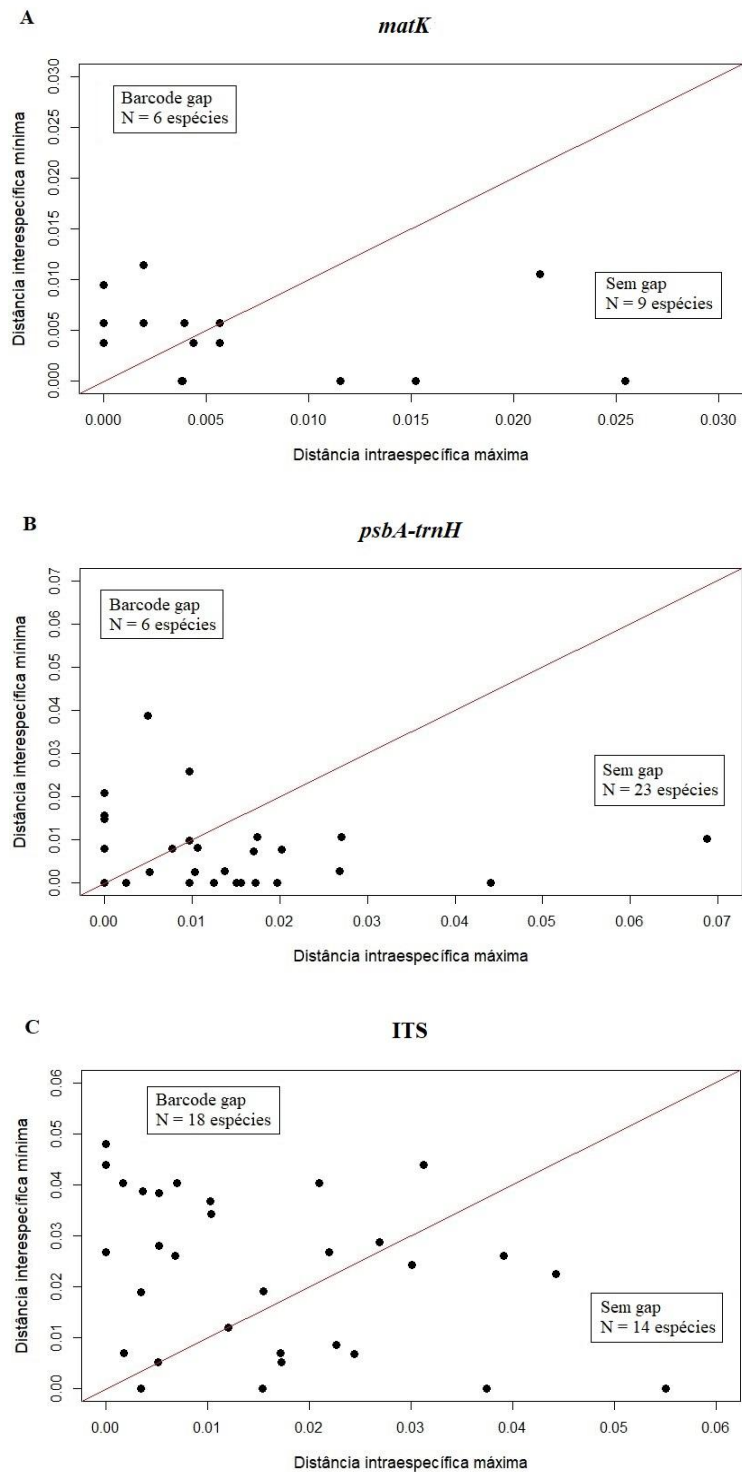 A
matK
Barcode gap
N = 6 espécies
Sem gap
N = 9 espécies
Distância interespecífica mínima
0.000 0.005 0.010 0.015 0.020 0.025 0.030
0.000 0.005 0.010 0.015 0.020 0.025 0.030
Distância intraespecífica máxima
B
psbA-trnH
Barcode gap
N = 6 espécies
Sem gap
N = 23 espécies
Distância interespecífica mínima
0.00 0.01 0.02 0.03 0.04 0.05 0.06 0.07
0.00 0.01 0.02 0.03 0.04 0.05 0.06 0.07
Distância intraespecífica máxima
C
ITS
Barcode gap
N = 18 espécies
Sem gap
N = 14 espécies
Distância interespecífica mínima
0.00 0.01 0.02 0.03 0.04 0.05 0.06
0.00 0.01 0.02 0.03 0.04 0.05 0.06
Distância intraespecífica máxima